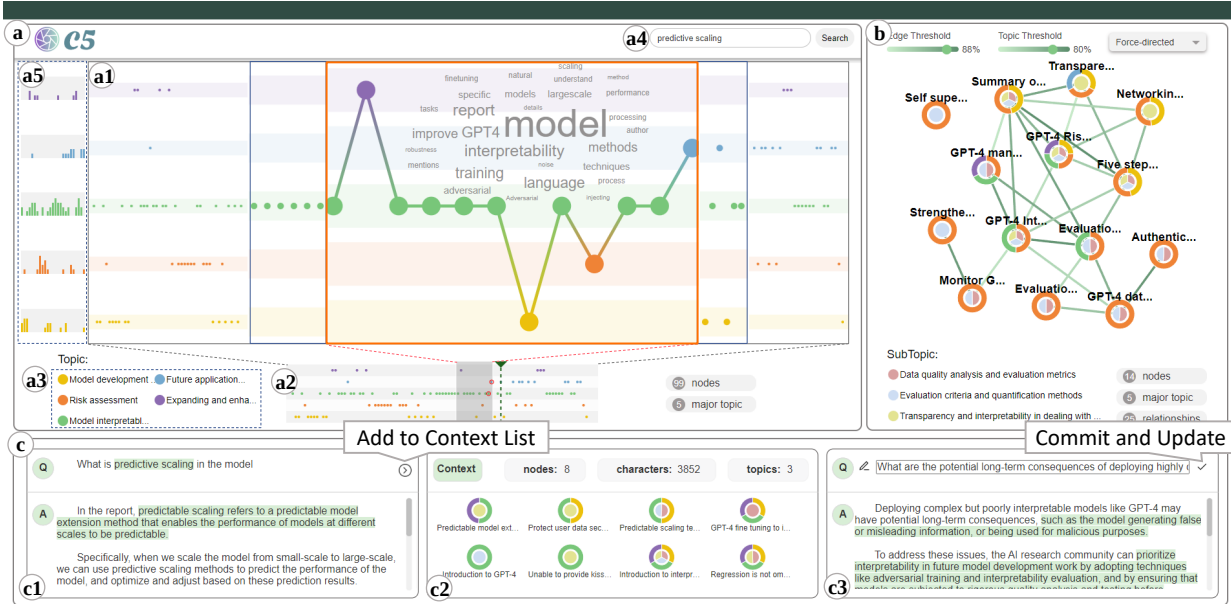 a
C5
a4
predictive scaling
Search
a5
a1
scaling
finetuning
natural
understand
method
specific
models
largescale
performance
tasks
report
details
model
processing
improve
GPT4
author
robustness
interpretability
methods
mentions
noise
techniques
training
process
language
adversarial
Adversarial
injecting
Topic:
a3
Model development ...
Future application...
Risk assessment
Expanding and enha...
Model interpretabl...
a2
99 nodes
5 major topic
b
Edge Threshold
88%
Topic Threshold
80%
Force-directed
Transpare...
Summary o...
Self supe...
Networkin...
GPT-4 Ris...
GPT-4 man...
Five step...
Strengthe...
GPT-4 Int...
Evaluatio...
Authentic...
Monitor G...
Evaluatio...
GPT-4 dat...
SubTopic:
Data quality analysis and evaluation metrics
Evaluation criteria and quantification methods
Transparency and interpretability in dealing with ...
14 nodes
5 major topic
25 relationships
c
Add to Context List
Commit and Update
Q
What is predictive scaling in the model
A
In the report, predictable scaling refers to a predictable model
extension method that enables the performance of models at different
scales to be predictable.
Specifically, when we scale the model from small-scale to large-scale,
we can use predictive scaling methods to predict the performance of the
model, and optimize and adjust based on these prediction results.
c1
Context
nodes: 8
characters: 3852
topics: 3
Predictable model ext...
Protect user data sec...
Predictable scaling te...
GPT-4 fine tuning to i...
Introduction to GPT-4
Unable to provide kiss...
Introduction to interpr...
Regression is not om...
c2
Q
What are the potential long-term consequences of deploying highly
A
Deploying complex but poorly interpretable models like GPT-4 may
have potential long-term consequences, such as the model generating false
or misleading information, or being used for malicious purposes.
To address these issues, the AI research community can prioritize
interpretability in future model development work by adopting techniques
like adversarial training and interpretability evaluation, and by ensuring that
models are subjected to rigorous quality analysis and testing before
c3